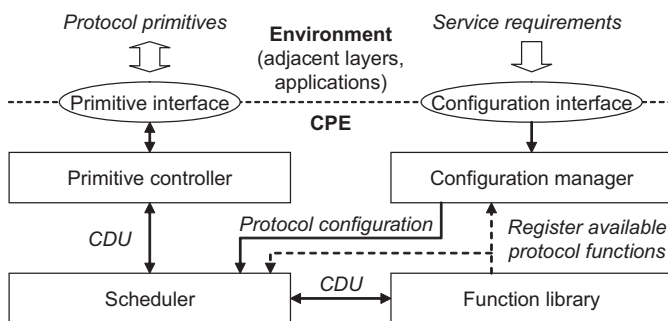 Protocol primitives
Environment
(adjacent layers,
applications)
Service requirements
Primitive interface
Configuration interface
CPE
Primitive controller
Configuration manager
CDU
Protocol configuration
Register available
protocol functions
Scheduler
CDU
Function library